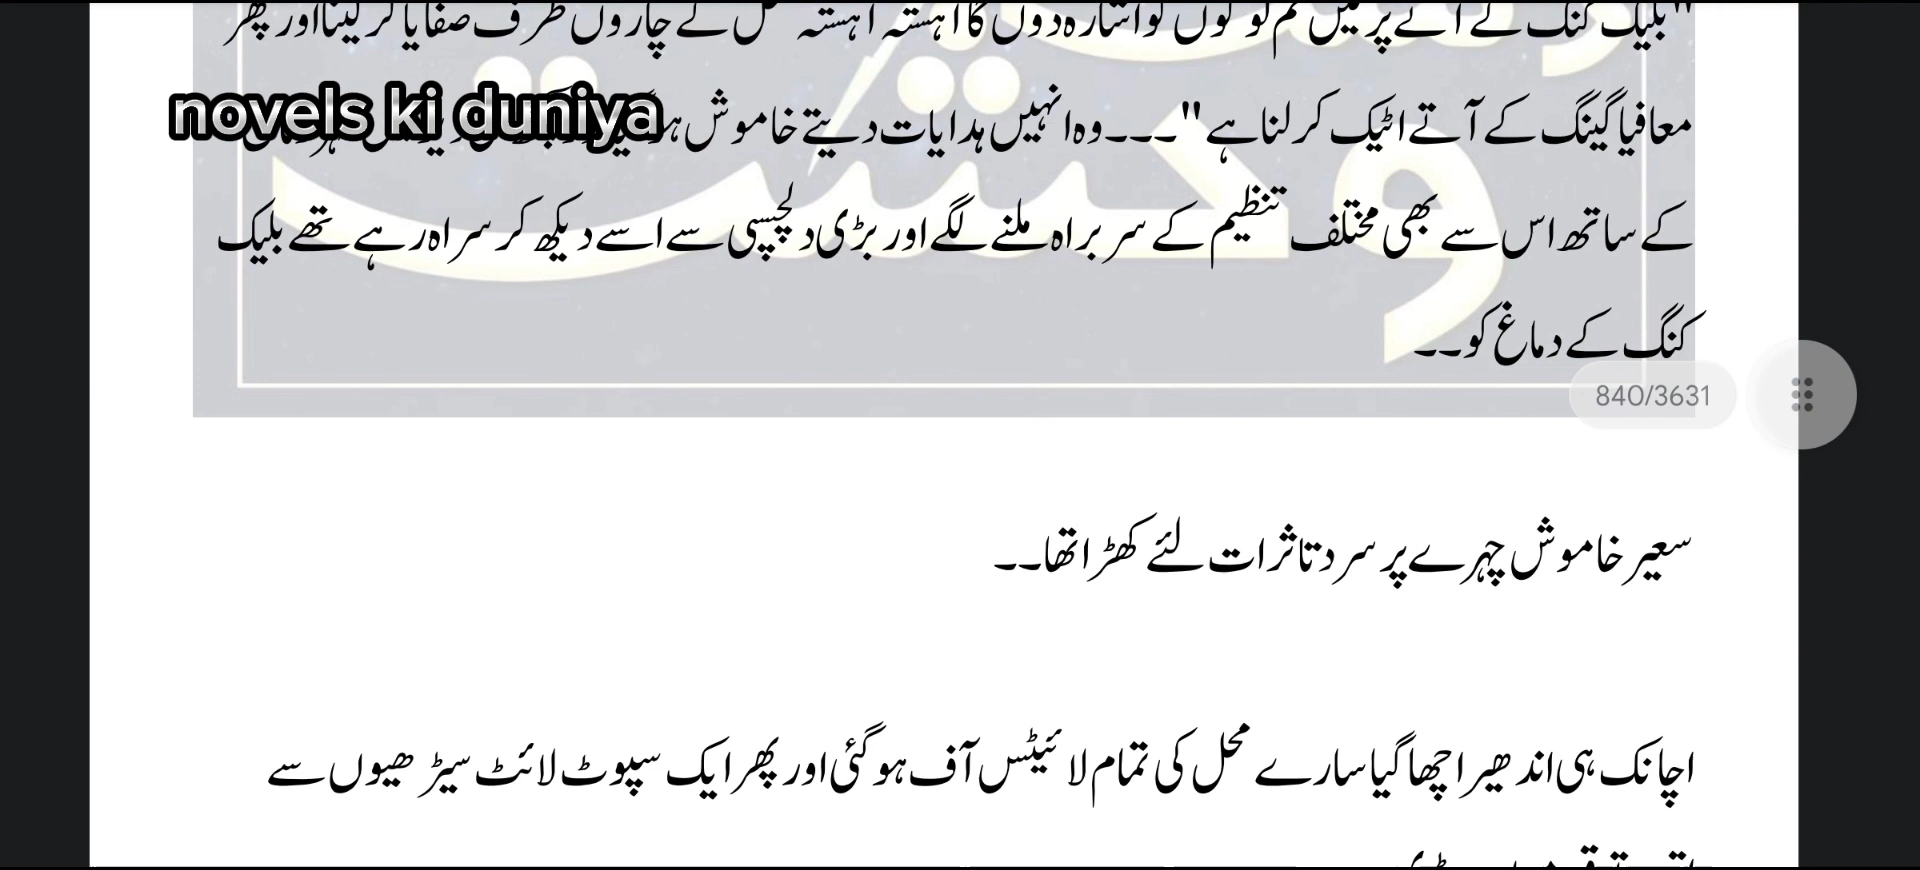 "بلیک کنگ کے آنے پر میں تم لوگوں کو اشارہ دوں گا آہستہ آہستہ محل کے چاروں طرف صفایا کر لینا اور پھر
novels ki duniya
معافیا گینگ کے آتے اٹیک کر لنا ہے"۔۔۔وہ انہیں ہدایات دیتے خاموش
کے ساتھ اس سے بھی مختلف تنظیم کے سربراہ ملنے لگے اور بڑی دلچسپی سے اسے دیکھ کر سراہ رہے تھے بلیک
کنگ کے دماغ کو۔۔
840/3631
سعیر خاموش چہرے پر سرد تاثرات لئے کھڑا تھا۔۔
اچانک ہی اندھیرا چھا گیا سارے محل کی تمام لائیٹس آف ہو گئی اور پھر ایک سپوٹ لائٹ سیڑھیوں سے